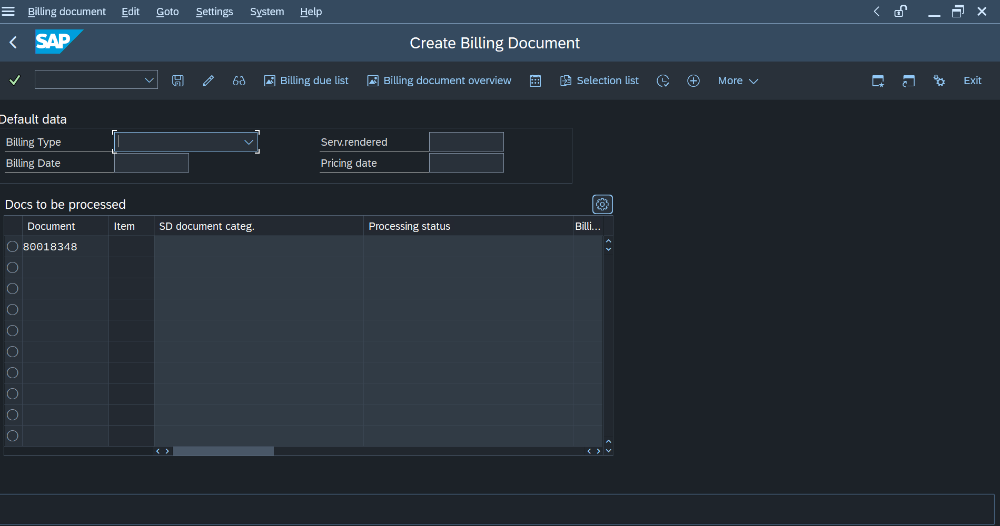 Billing document Edit Goto Settings System Help
SAP
Create Billing Document
Billing due list Billing document overview Selection list More Exit
Default data
Billing Type Serv.rendered
Billing Date Pricing date
Docs to be processed
Document Item SD document categ. Processing status Billi...
80018348